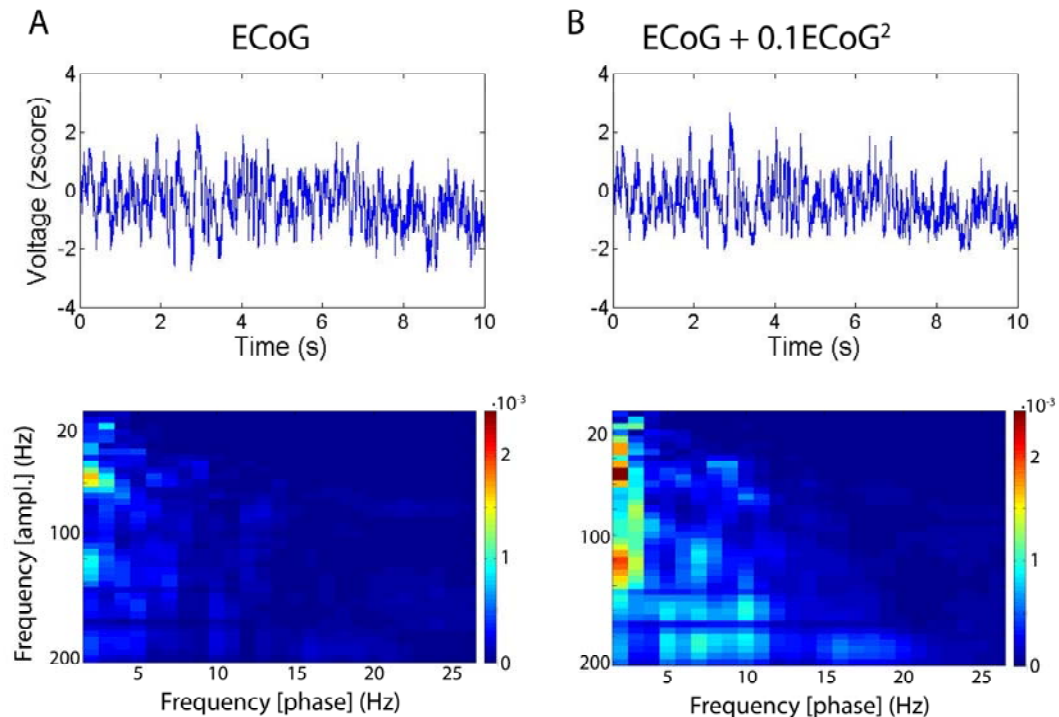 A
ECoG
B
ECoG + 0.1ECoG²
Voltage (zscore)
4
2
0
-2
-4
0 2 4 6 8 10
Time (s)
4
2
0
-2
-4
0 2 4 6 8 10
Time (s)
Frequency [ampl.] (Hz)
20
100
200
5 10 15 20 25
Frequency [phase] (Hz)
·10⁻³
2
1
0
20
100
200
5 10 15 20 25
Frequency [phase] (Hz)
·10⁻³
2
1
0